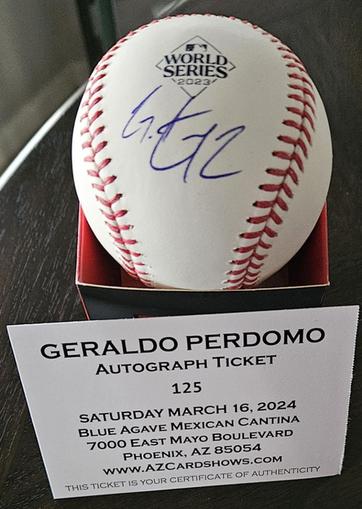 WORLD
SERIES
2023
GERALDO PERDOMO
AUTOGRAPH TICKET
125
SATURDAY MARCH 16, 2024
BLUE AGAVE MEXICAN CANTINA
7000 EAST MAYO BOULEVARD
PHOENIX, AZ 85054
WWW.AZCARDSHOWS.COM
THIS TICKET IS YOUR CERTIFICATE OF AUTHENTICITY